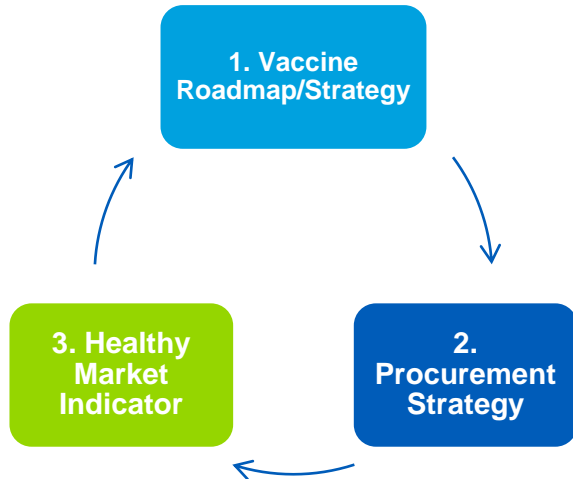 1. Vaccine
Roadmap/Strategy
3. Healthy
Market
Indicator
2.
Procurement
Strategy